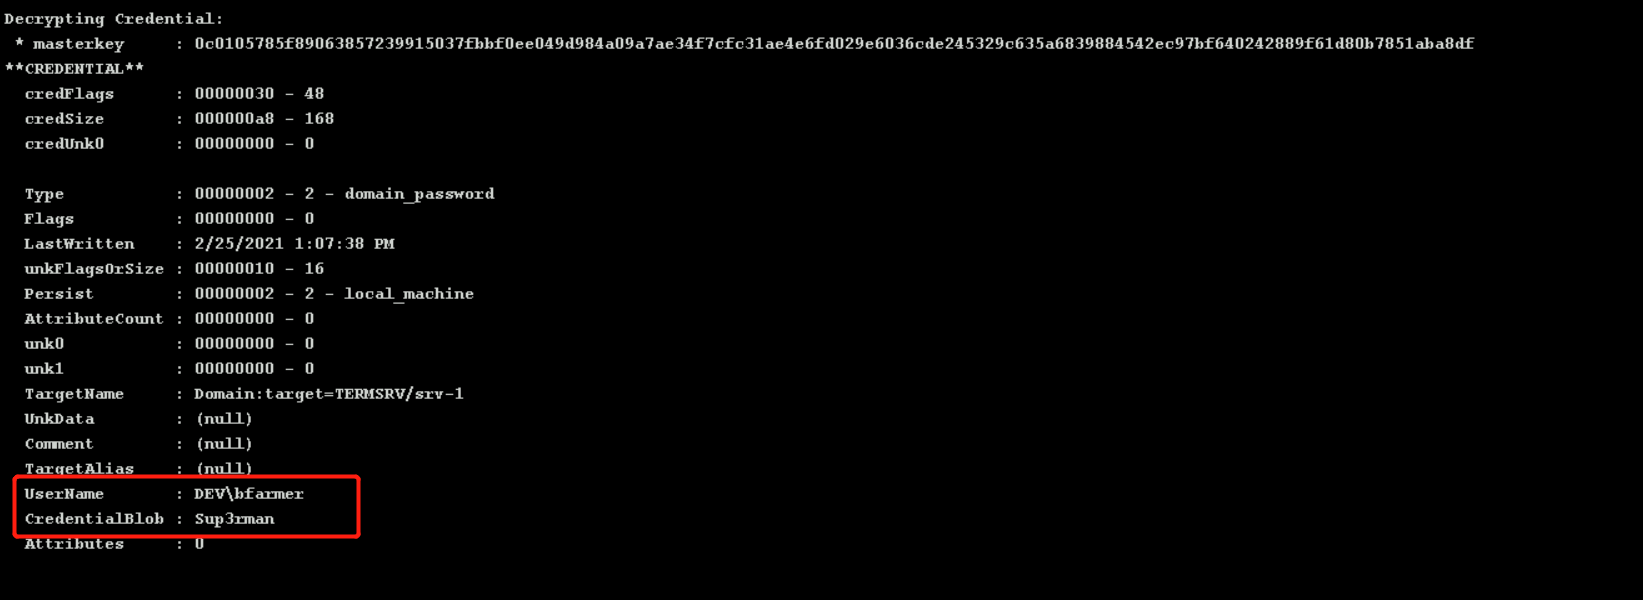 Decrypting Credential:
* masterkey : 0c0105785f89063857239915037fbbf0ee049d984a09a7ae34f7cfc31ae4e6fd029e6036cde245329c635a6839884542ec97bf640242889f61d80b7851aba8df
**CREDENTIAL**
credFlags : 00000030 - 48
credSize : 000000a8 - 168
credUnk0 : 00000000 - 0
Type : 00000002 - 2 - domain_password
Flags : 00000000 - 0
LastWritten : 2/25/2021 1:07:38 PM
unkFlagsOrSize : 00000010 - 16
Persist : 00000002 - 2 - local_machine
AttributeCount : 00000000 - 0
unk0 : 00000000 - 0
unk1 : 00000000 - 0
TargetName : Domain:target=TERMSRV/srv-1
UnkData : (null)
Comment : (null)
TargetAlias : (null)
UserName : DEV\bfarmer
CredentialBlob : Sup3rman
Attributes : 0